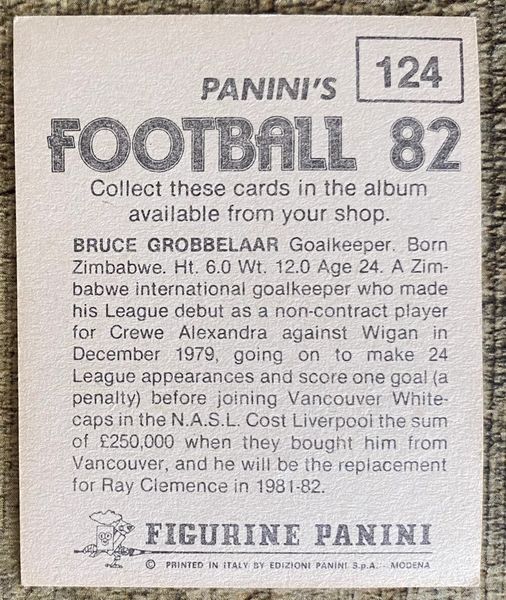 124
PANINI'S
FOOTBALL 82
Collect these cards in the album
available from your shop.
BRUCE GROBBELAAR Goalkeeper. Born
Zimbabwe. Ht. 6.0 Wt. 12.0 Age 24. A Zim-
babwe international goalkeeper who made
his League debut as a non-contract player
for Crewe Alexandra against Wigan in
December 1979, going on to make 24
League appearances and score one goal (a
penalty) before joining Vancouver White-
caps in the N.A.S.L. Cost Liverpool the sum
of £250,000 when they bought him from
Vancouver, and he will be the replacement
for Ray Clemence in 1981-82.
FIGURINE PANINI
© PRINTED IN ITALY BY EDIZIONI PANINI S.p.A. - MODENA